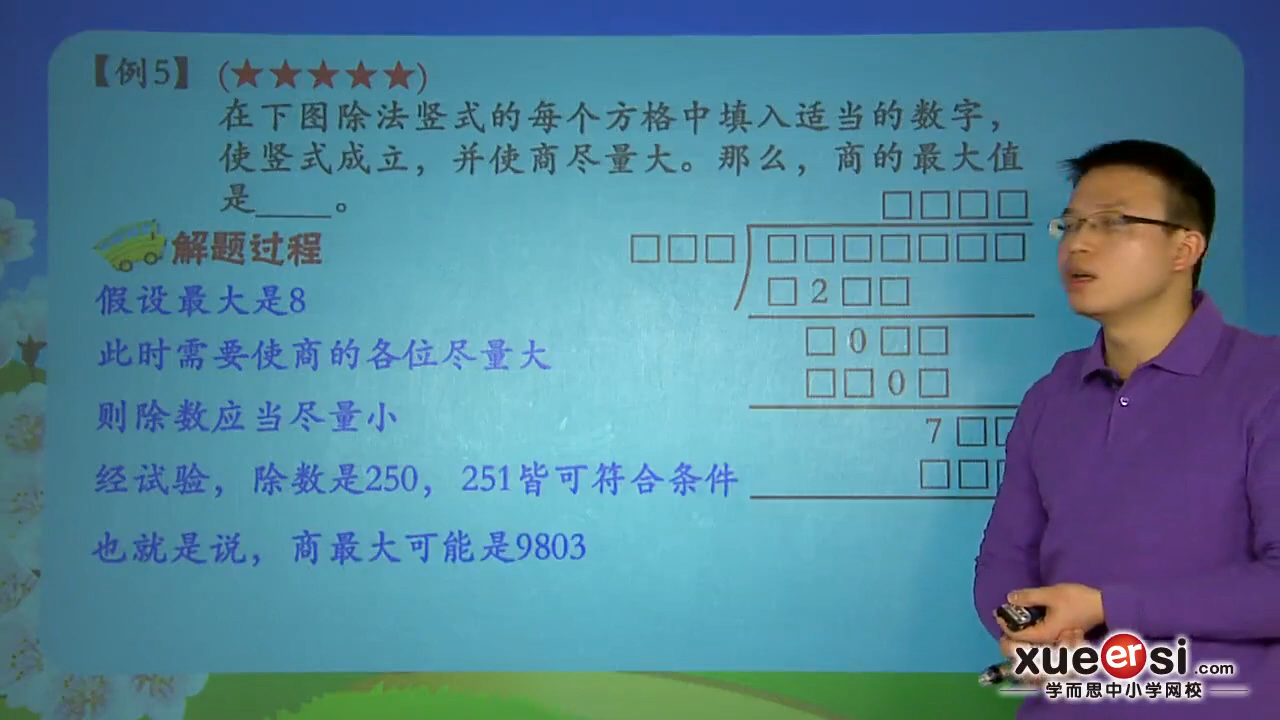 【例5】(★★★★★)
在下图除法竖式的每个方格中填入适当的数字，
使竖式成立，并使商尽量大。那么，商的最大值
是____。
□□□□
□□□ □□□□□□□
□2□□
□0□□
□□0□
7□□
□□□
解题过程
假设最大是8
此时需要使商的各位尽量大
则除数应当尽量小
经试验，除数是250，251皆可符合条件
也就是说，商最大可能是9803
xueersi.com
学而思中小学网校